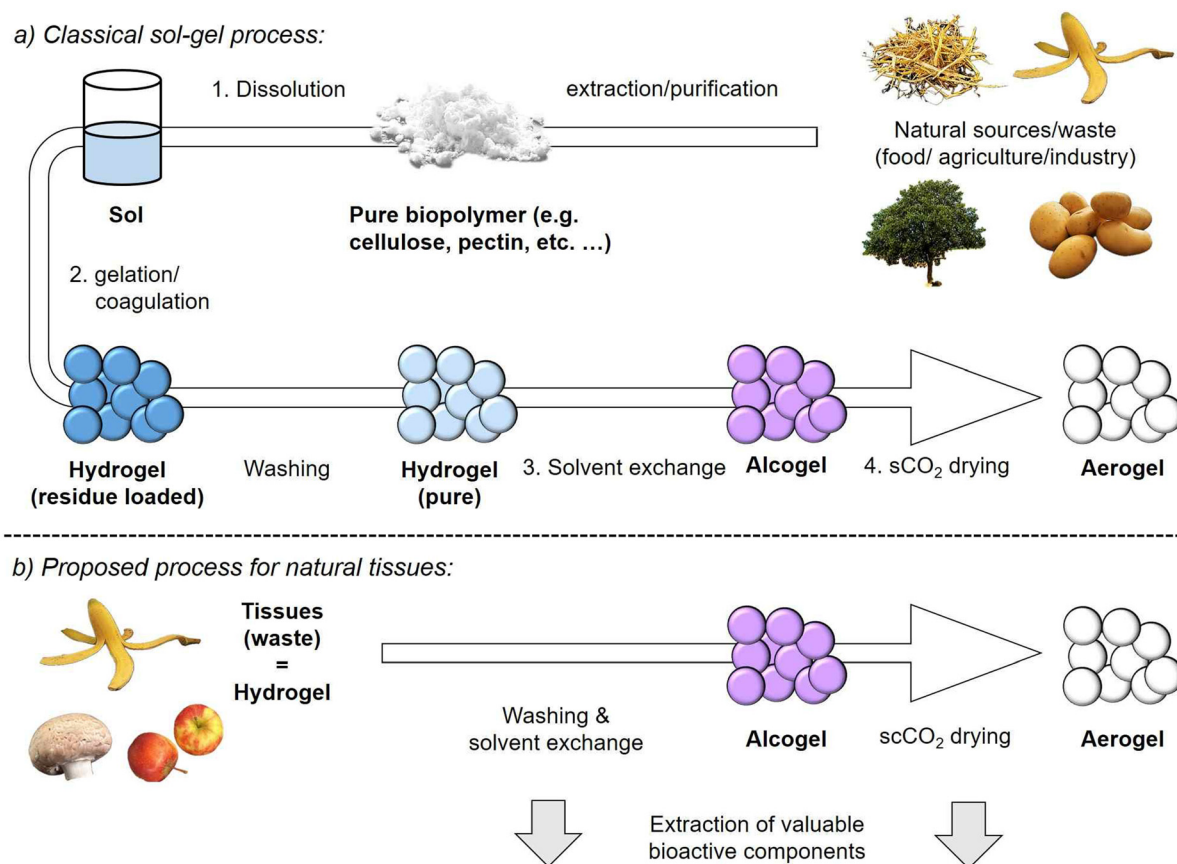 a) Classical sol-gel process:
1. Dissolution
extraction/purification
Natural sources/waste
(food/ agriculture/industry)
Sol
Pure biopolymer (e.g.
cellulose, pectin, etc. …)
2. gelation/
coagulation
Hydrogel
(residue loaded)
Washing
Hydrogel
(pure)
3. Solvent exchange
Alcogel
4. sCO₂ drying
Aerogel
b) Proposed process for natural tissues:
Tissues
(waste)
=
Hydrogel
Washing &
solvent exchange
Alcogel
scCO₂ drying
Aerogel
Extraction of valuable
bioactive components